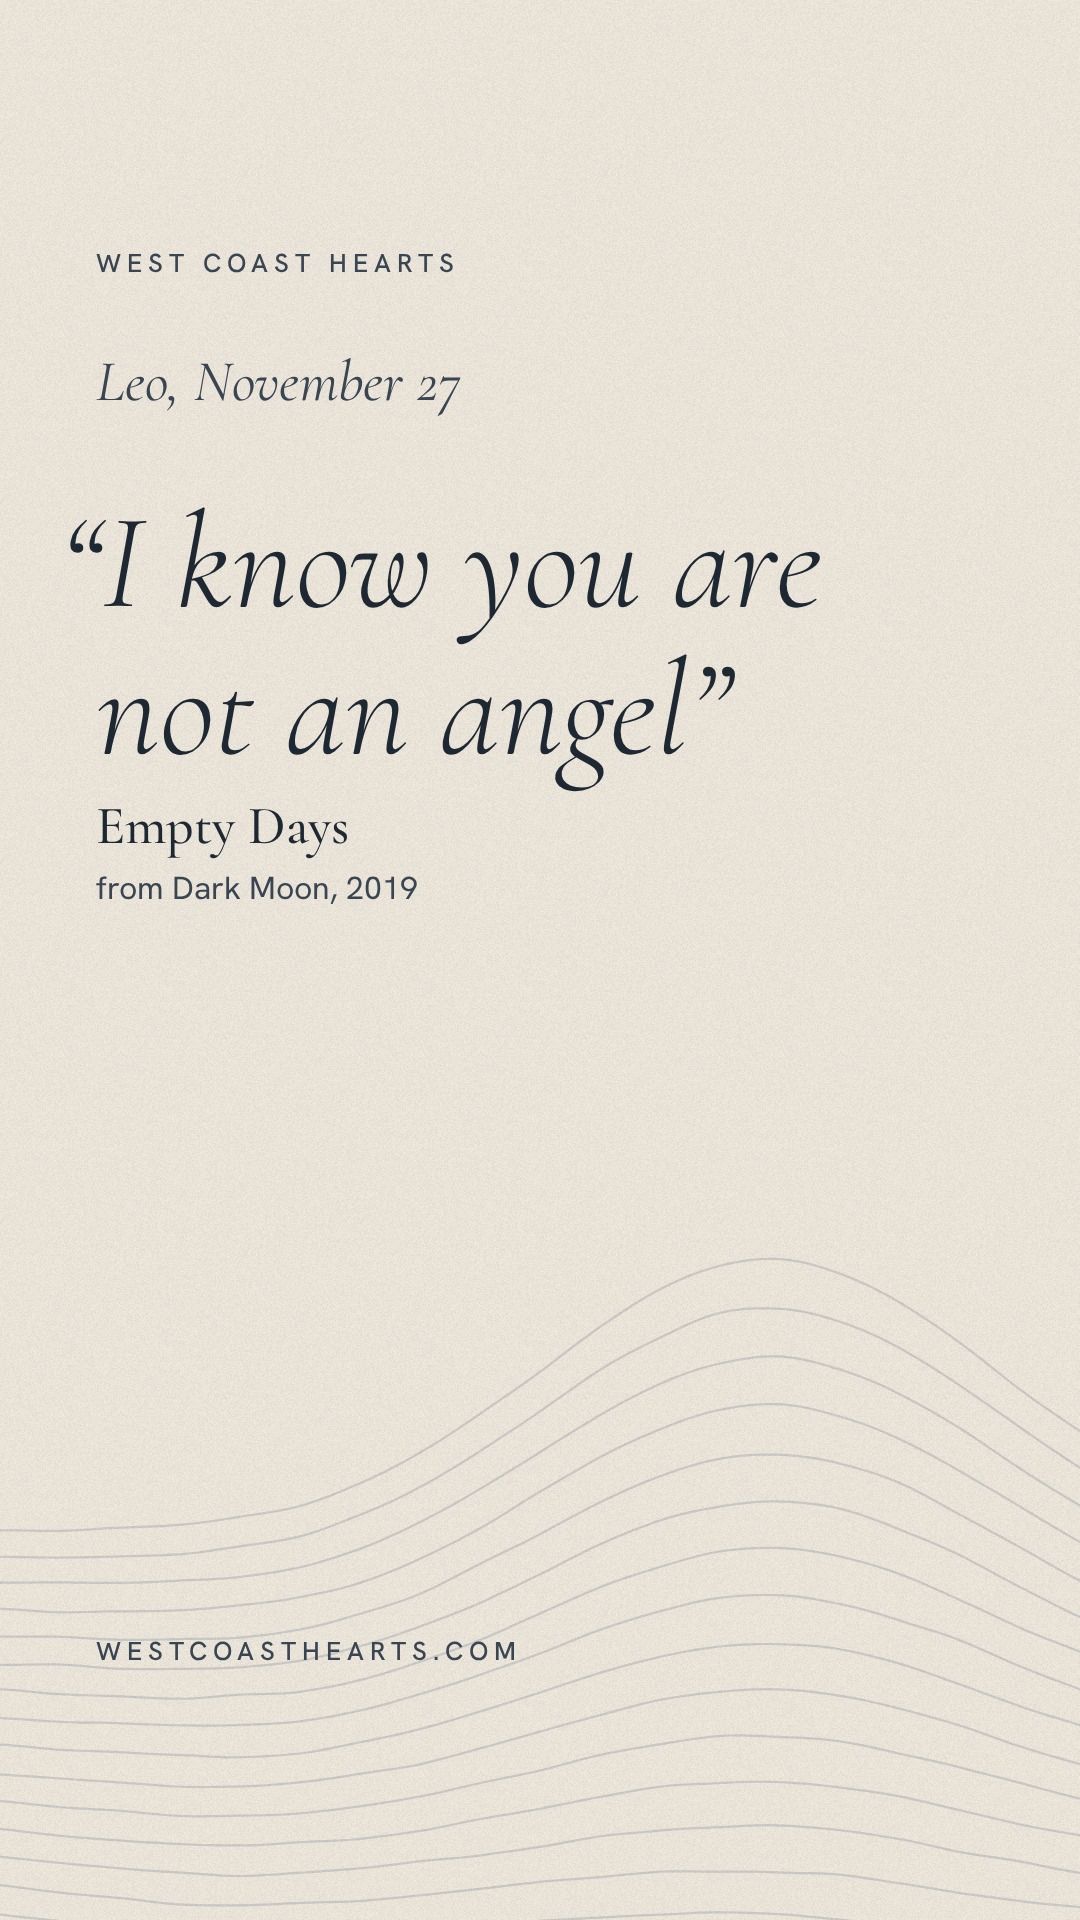 WEST COAST HEARTS
Leo, November 27
“I know you are
not an angel”
Empty Days
from Dark Moon, 2019
WESTCOASTHEARTS.COM